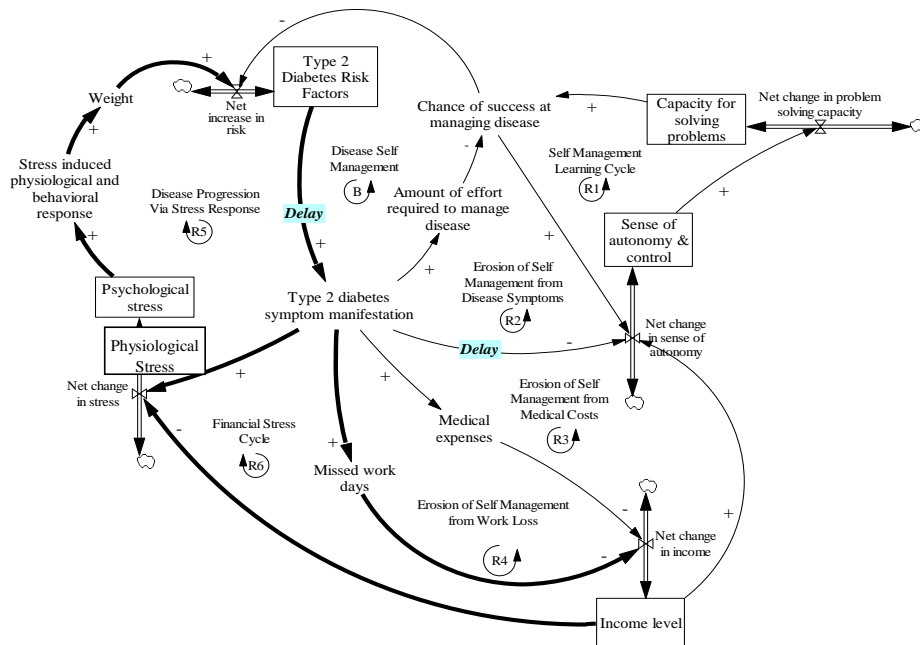 -
+
Type 2
Diabetes Risk
Factors
Weight
Net
increase in
risk
+
+
Chance of success at
managing disease
+
Capacity for
solving problems
Net change in problem
solving capacity
Stress induced
physiological and
behavioral
response
Disease Progression
Via Stress Response
R5
Disease Self
Management
B
-
Self Management
Learning Cycle
R1
Amount of effort
required to manage
disease
Delay
+
+
+
+
+
Sense of
autonomy &
control
Psychological
stress
Type 2 diabetes
symptom manifestation
Erosion of Self
Management from
Disease Symptoms
R2
Physiological
Stress
Delay
-
Net change
in sense of
autonomy
Net change
in stress
+
+
-
Financial Stress
Cycle
R6
+
Missed work
days
Medical
expenses
Erosion of Self
Management from
Medical Costs
R3
Erosion of Self Management
from Work Loss
R4
-
-
+
Net change
in income
Income level